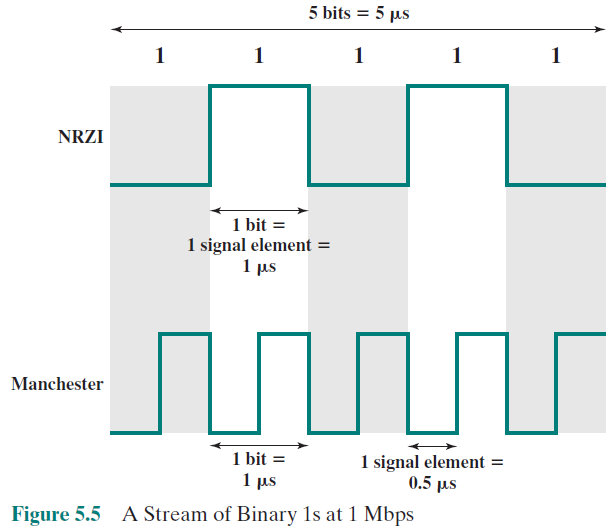 5 bits = 5 μs
1 1 1 1 1
NRZI
1 bit =
1 signal element =
1 μs
Manchester
1 bit =
1 μs
1 signal element =
0.5 μs
Figure 5.5 A Stream of Binary 1s at 1 Mbps